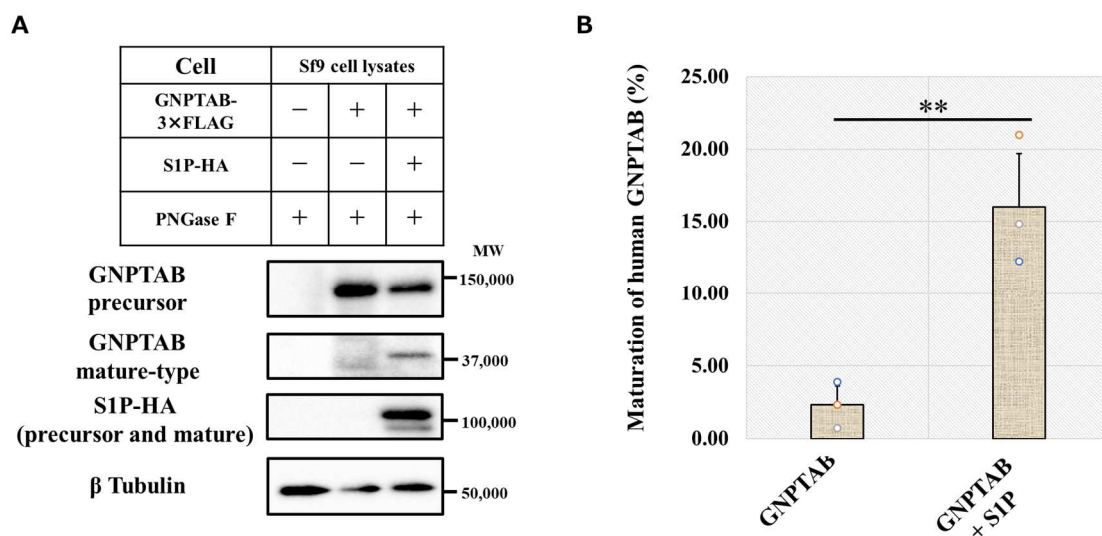 A
Cell Sf9 cell lysates
GNPTAB-
3×FLAG − + +
S1P-HA − − +
PNGase F + + +
MW
GNPTAB
precursor
150,000
GNPTAB
mature-type
37,000
S1P-HA
(precursor and mature)
100,000
β Tubulin
50,000
B
Maturation of human GNPTAB (%)
25.00
20.00
15.00
10.00
5.00
0.00
**
GNPTAB
GNPTAB
+ S1P